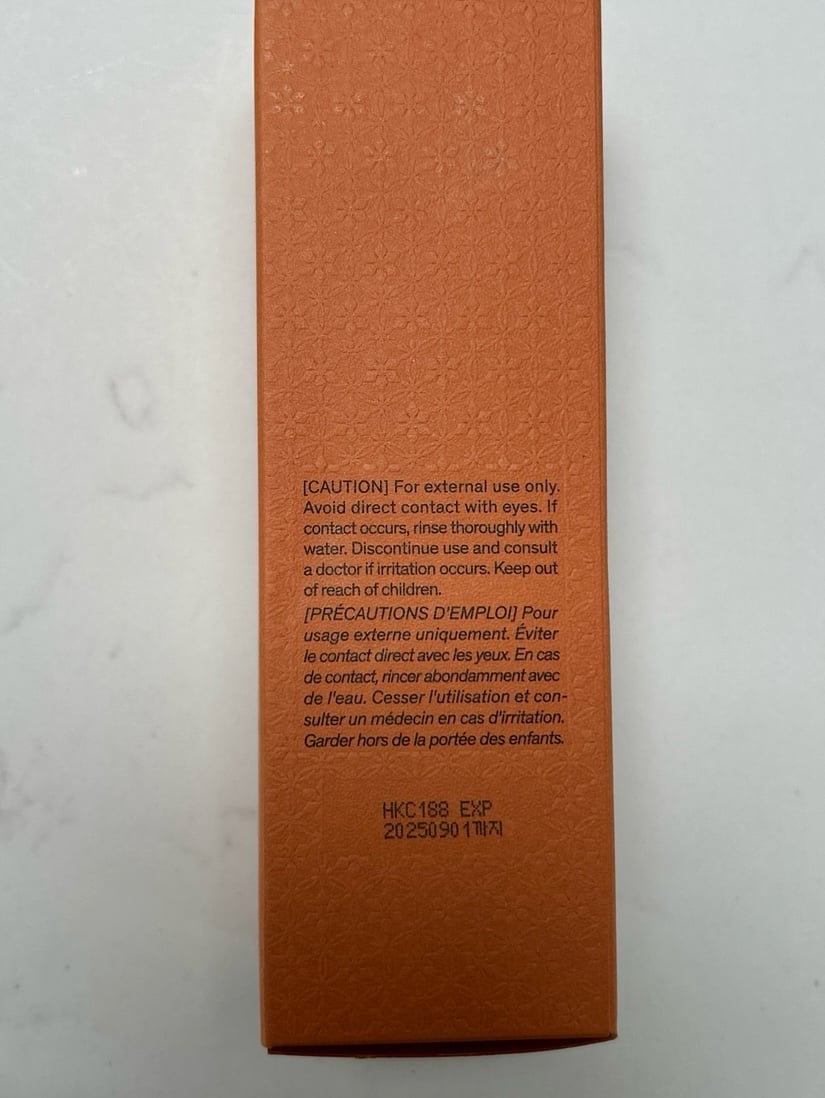 [CAUTION] For external use only.
Avoid direct contact with eyes. If
contact occurs, rinse thoroughly with
water. Discontinue use and consult
a doctor if irritation occurs. Keep out
of reach of children.
[PRÉCAUTIONS D'EMPLOI] Pour
usage externe uniquement. Éviter
le contact direct avec les yeux. En cas
de contact, rincer abondamment avec
de l'eau. Cesser l'utilisation et con-
sulter un médecin en cas d'irritation.
Garder hors de la portée des enfants.
HKC188 EXP
20250901까지